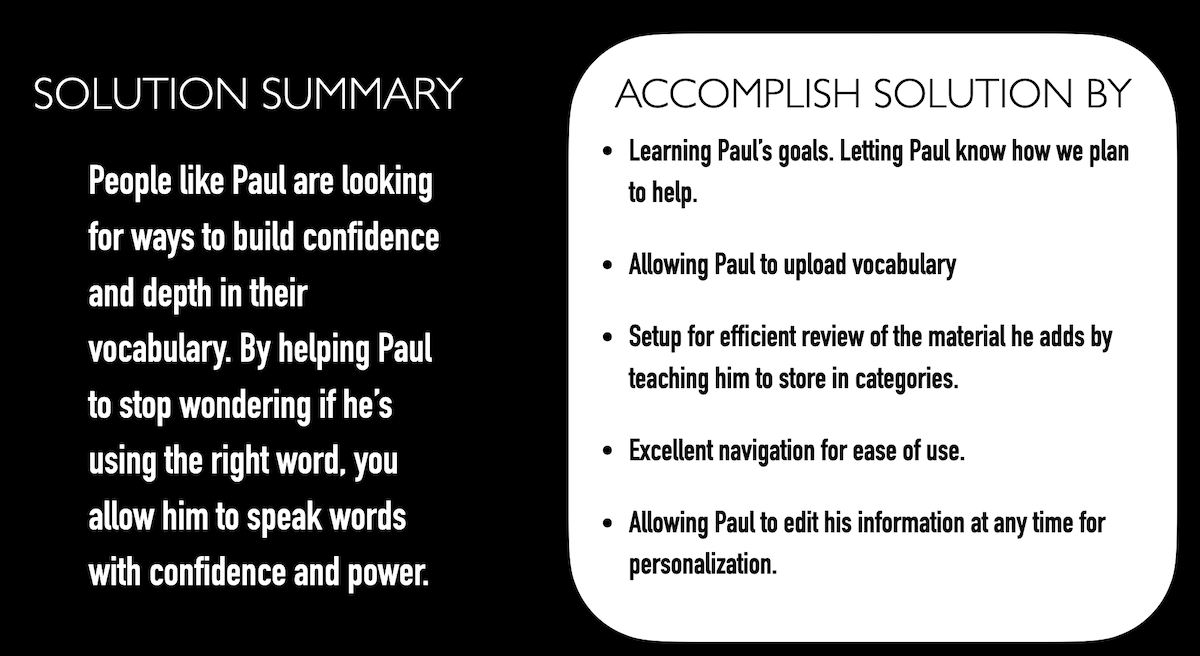 SOLUTION SUMMARY
People like Paul are looking
for ways to build confidence
and depth in their
vocabulary. By helping Paul
to stop wondering if he's
using the right word, you
allow him to speak words
with confidence and power.
ACCOMPLISH SOLUTION BY
• Learning Paul's goals. Letting Paul know how we plan
to help.
• Allowing Paul to upload vocabulary
• Setup for efficient review of the material he adds by
teaching him to store in categories.
• Excellent navigation for ease of use.
• Allowing Paul to edit his information at any time for
personalization.